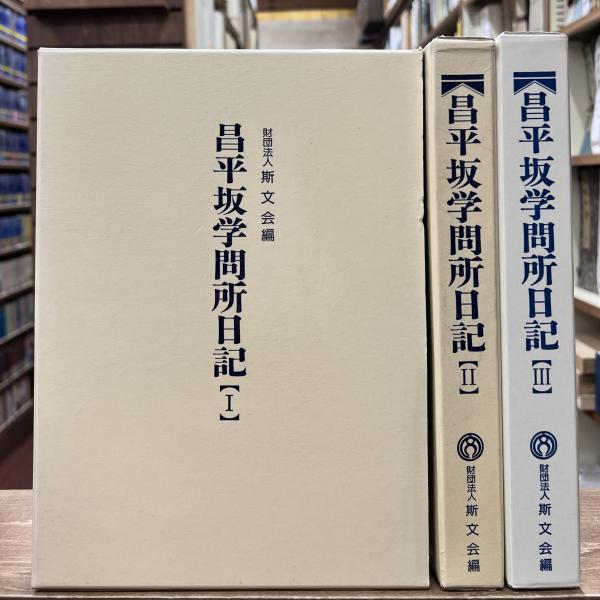 財団法人 斯文会編
昌平坂学問所日記【Ⅰ】
昌平坂学問所日記【Ⅱ】
財団法人 斯文会編
昌平坂学問所日記【Ⅲ】
財団法人 斯文会編